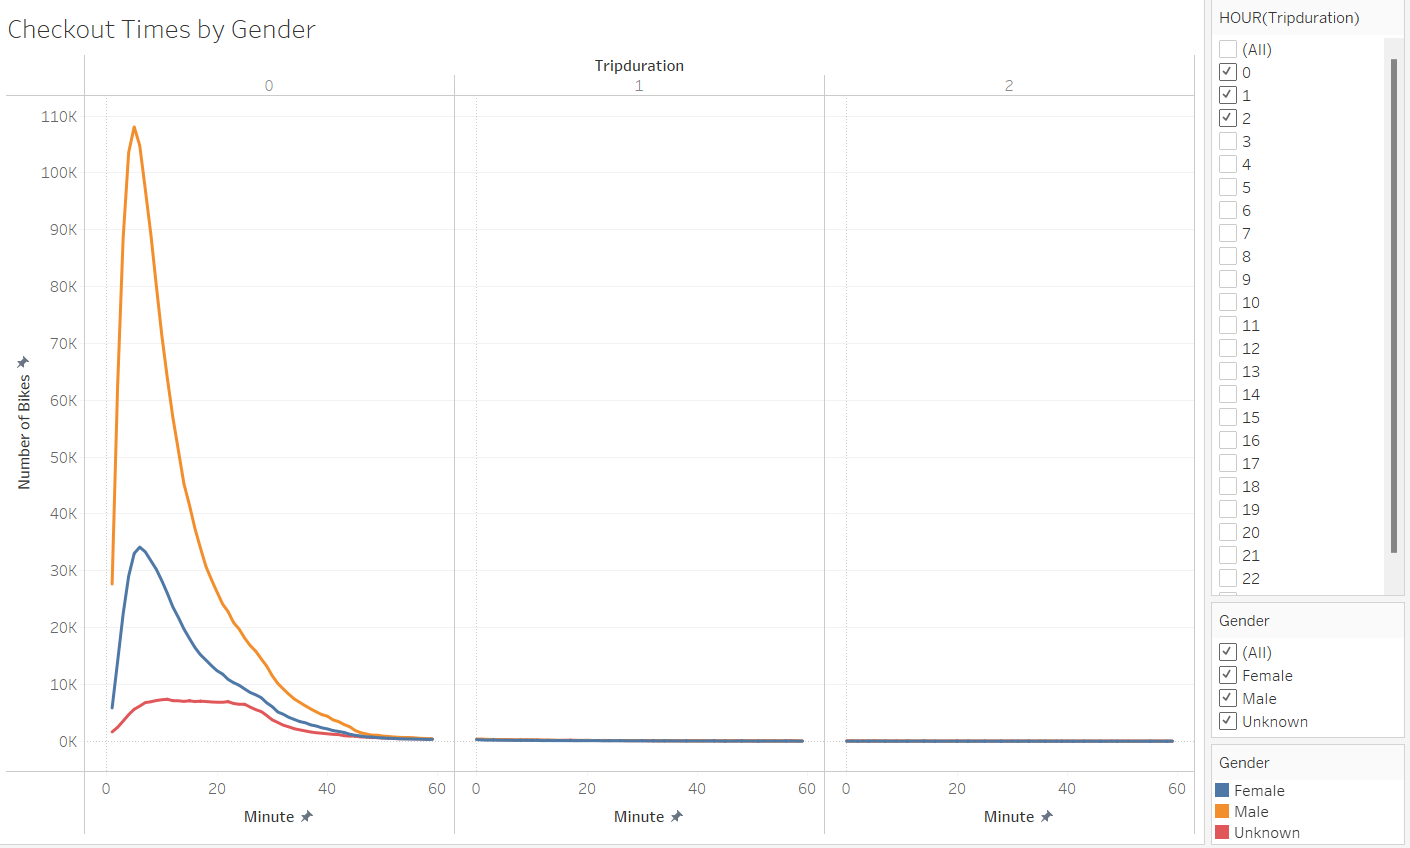 Checkout Times by Gender
Tripduration
0 1 2
110K
100K
90K
80K
70K
60K
50K
40K
30K
20K
10K
0K
Number of Bikes
0 20 40 60 0 20 40 60 0 20 40 60
Minute Minute Minute
HOUR(Tripduration)
(All)
0
1
2
3
4
5
6
7
8
9
10
11
12
13
14
15
16
17
18
19
20
21
22
Gender
(All)
Female
Male
Unknown
Gender
Female
Male
Unknown